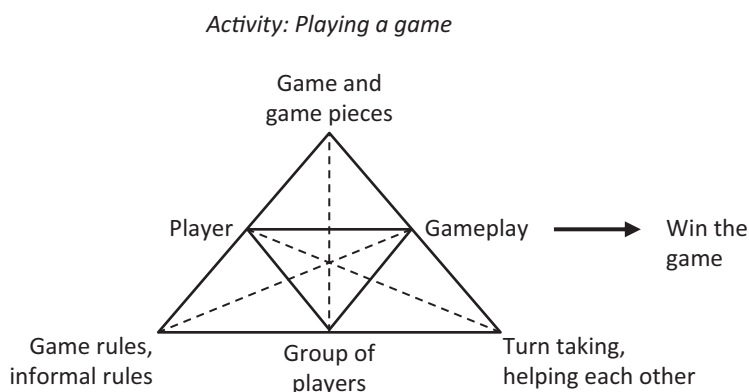 Activity: Playing a game
Game and
game pieces
Player
Gameplay
Win the
game
Game rules,
informal rules
Group of
players
Turn taking,
helping each other